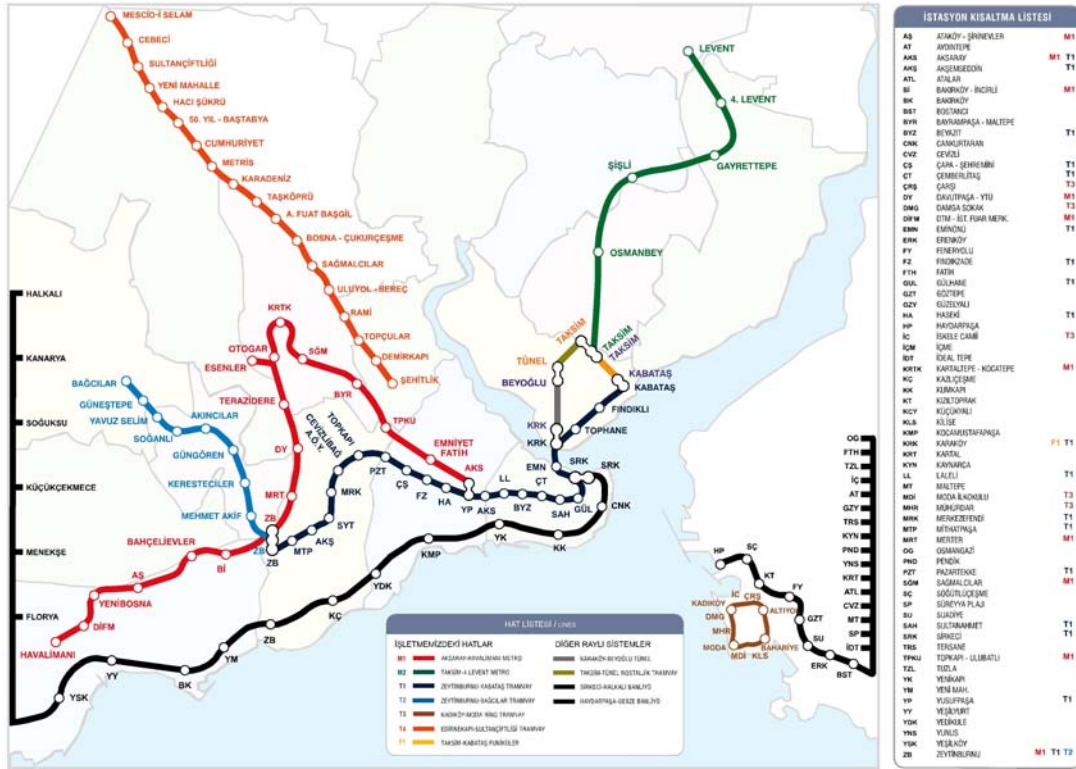 MESCİD-İ SELAM
CEBECİ
SULTANÇİFTLİĞİ
YENİ MAHALLE
HACI ŞÜKRÜ
50. YIL - BAŞTABYA
CUMHURİYET
METRİS
KARADENİZ
TAŞKÖPRÜ
A. FUAT BAŞGİL
BOSNA - ÇUKURÇEŞME
SAĞMALCILAR
ULUYOL - BEREÇ
RAMİ
TOPÇULAR
DEMİRKAPI
ŞEHİTLİK
LEVENT
4. LEVENT
GAYRETTEPE
ŞİŞLİ
OSMANBEY
TAKSİM
TAKSİM
TAKSİM
TÜNEL
BEYOĞLU
KABATAŞ
KABATAŞ
FINDIKLI
TOPHANE
KRK
KRK
EMN
SRK
SRK
CNK
HALKALI
KANARYA
SOĞUKSU
KÜÇÜKÇEKMECE
MENEKŞE
FLORYA
KRTK
OTOGAR
ESENLER
SĞM
BYR
TERAZİDERE
TPKU
DY
EMNİYET
FATİH
AKS
MRT
ZB
BAHÇELİEVLER
Bİ
AŞ
YENİBOSNA
DİFM
HAVALİMANI
BAĞCILAR
GÜNEŞTEPE
YAVUZ SELİM
SOĞANLI
AKINCILAR
GÜNGÖREN
KERESTECİLER
MEHMET AKİF
ZB
ZB
MTP
AKŞ
SYT
MRK
CEVİZLİBAĞ
A.Ö.Y.
TOPKAPI
PZT
ÇŞ
FZ
HA
YP
AKS
LL
BYZ
ÇT
SAH
GÜL
YSK
YY
BK
YM
ZB
KÇ
YDK
KMP
YK
KK
OG
FTH
TZL
İÇ
AT
GZY
TRS
KYN
PND
YNS
KRT
ATL
CVZ
MT
SP
İDT
HP
SÇ
KT
FY
GZT
SU
ERK
BST
KADIKÖY
İC
ÇRŞ
ALTIYOL
DMG
MHR
MODA
MDİ
KLS
BAHARİYE
HAT LİSTESİ / LINES
İŞLETMEMİZDEKİ HATLAR
M1 AKSARAY-HAVALİMANI METRO
M2 TAKSİM-4.LEVENT METRO
T1 ZEYTİNBURNU-KABATAŞ TRAMVAY
T2 ZEYTİNBURNU-BAĞCILAR TRAMVAY
T3 KADIKÖY-MODA RİNG TRAMVAY
T4 EDİRNEKAPI-SULTANÇİFTLİĞİ TRAMVAY
F1 TAKSİM-KABATAŞ FUNİKÜLER
DİĞER RAYLI SİSTEMLER
KARAKÖY-BEYOĞLU TÜNEL
TAKSİM-TÜNEL NOSTALJİK TRAMVAY
SİRKECİ-HALKALI BANLİYÖ
HAYDARPAŞA-GEBZE BANLİYÖ
İSTASYON KISALTMA LİSTESİ
AŞ ATAKÖY - ŞİRİNEVLER M1
AT AYDINTEPE
AKS AKSARAY M1 T1
AKŞ AKŞEMSEDDİN T1
ATL ATALAR
Bİ BAKIRKÖY - İNCİRLİ M1
BK BAKIRKÖY
BST BOSTANCI
BYR BAYRAMPAŞA - MALTEPE
BYZ BEYAZIT T1
CNK CANKURTARAN
CVZ CEVİZLİ
ÇŞ ÇAPA - ŞEHREMİNİ T1
ÇT ÇEMBERLİTAŞ T1
ÇRŞ ÇARŞI T3
DY DAVUTPAŞA - YTÜ M1
DMG DAMGA SOKAK T3
DİFM DTM - İST. FUAR MERK. M1
EMN EMİNÖNÜ T1
ERK ERENKÖY
FY FENERYOLU
FZ FINDIKZADE T1
FTH FATİH
GÜL GÜLHANE T1
GZT GÖZTEPE
GZY GÜZELYALI
HA HASEKİ T1
HP HAYDARPAŞA
İC İSKELE CAMİİ T3
İÇM İÇME
İDT İDEAL TEPE
KRTK KARTALTEPE - KOCATEPE M1
KÇ KAZLIÇEŞME
KK KUMKAPI
KT KIZILTOPRAK
KCY KÜÇÜKYALI
KLS KİLİSE
KMP KOCAMUSTAFAPAŞA
KRK KARAKÖY F1 T1
KRT KARTAL
KYN KAYNARCA
LL LALELİ T1
MT MALTEPE
MDİ MODA İLKOKULU T3
MHR MÜHÜRDAR T3
MRK MERKEZEFENDİ T1
MTP MİTHATPAŞA T1
MRT MERTER M1
OG OSMANGAZİ
PND PENDİK
PZT PAZARTEKKE T1
SĞM SAĞMALCILAR M1
SÇ SÖĞÜTLÜÇEŞME
SP SÜREYYA PLAJI
SU SUADİYE
SAH SULTANAHMET T1
SRK SİRKECİ T1
TRS TERSANE
TPKU TOPKAPI - ULUBATLI M1
TZL TUZLA
YK YENİKAPI
YM YENİ MAH.
YP YUSUFPAŞA T1
YY YEŞİLYURT
YDK YEDİKULE
YNS YUNUS
YSK YEŞİLKÖY
ZB ZEYTİNBURNU M1 T1 T2